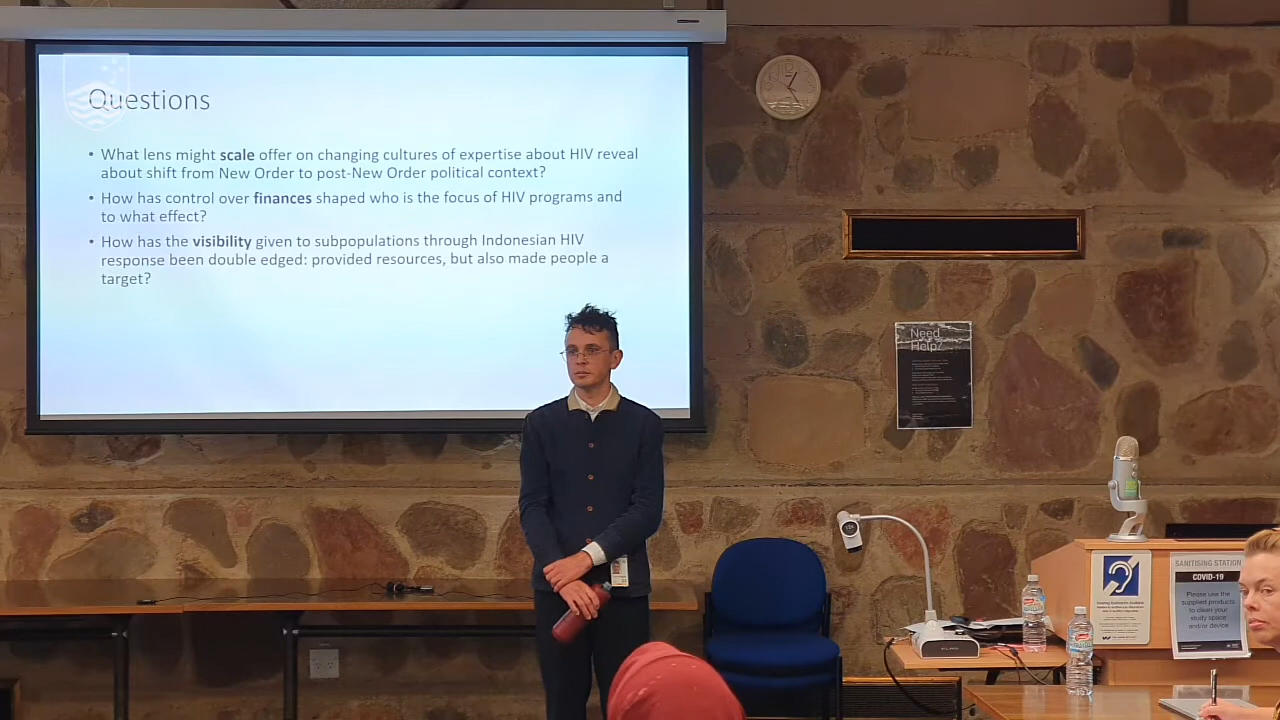 Questions
• What lens might scale offer on changing cultures of expertise about HIV reveal
about shift from New Order to post-New Order political context?
• How has control over finances shaped who is the focus of HIV programs and
to what effect?
• How has the visibility given to subpopulations through Indonesian HIV
response been double edged: provided resources, but also made people a
target?
Need
Help?
SANITISING STATION
COVID-19
Please use the
supplied products
to clean your
study space
and/or device